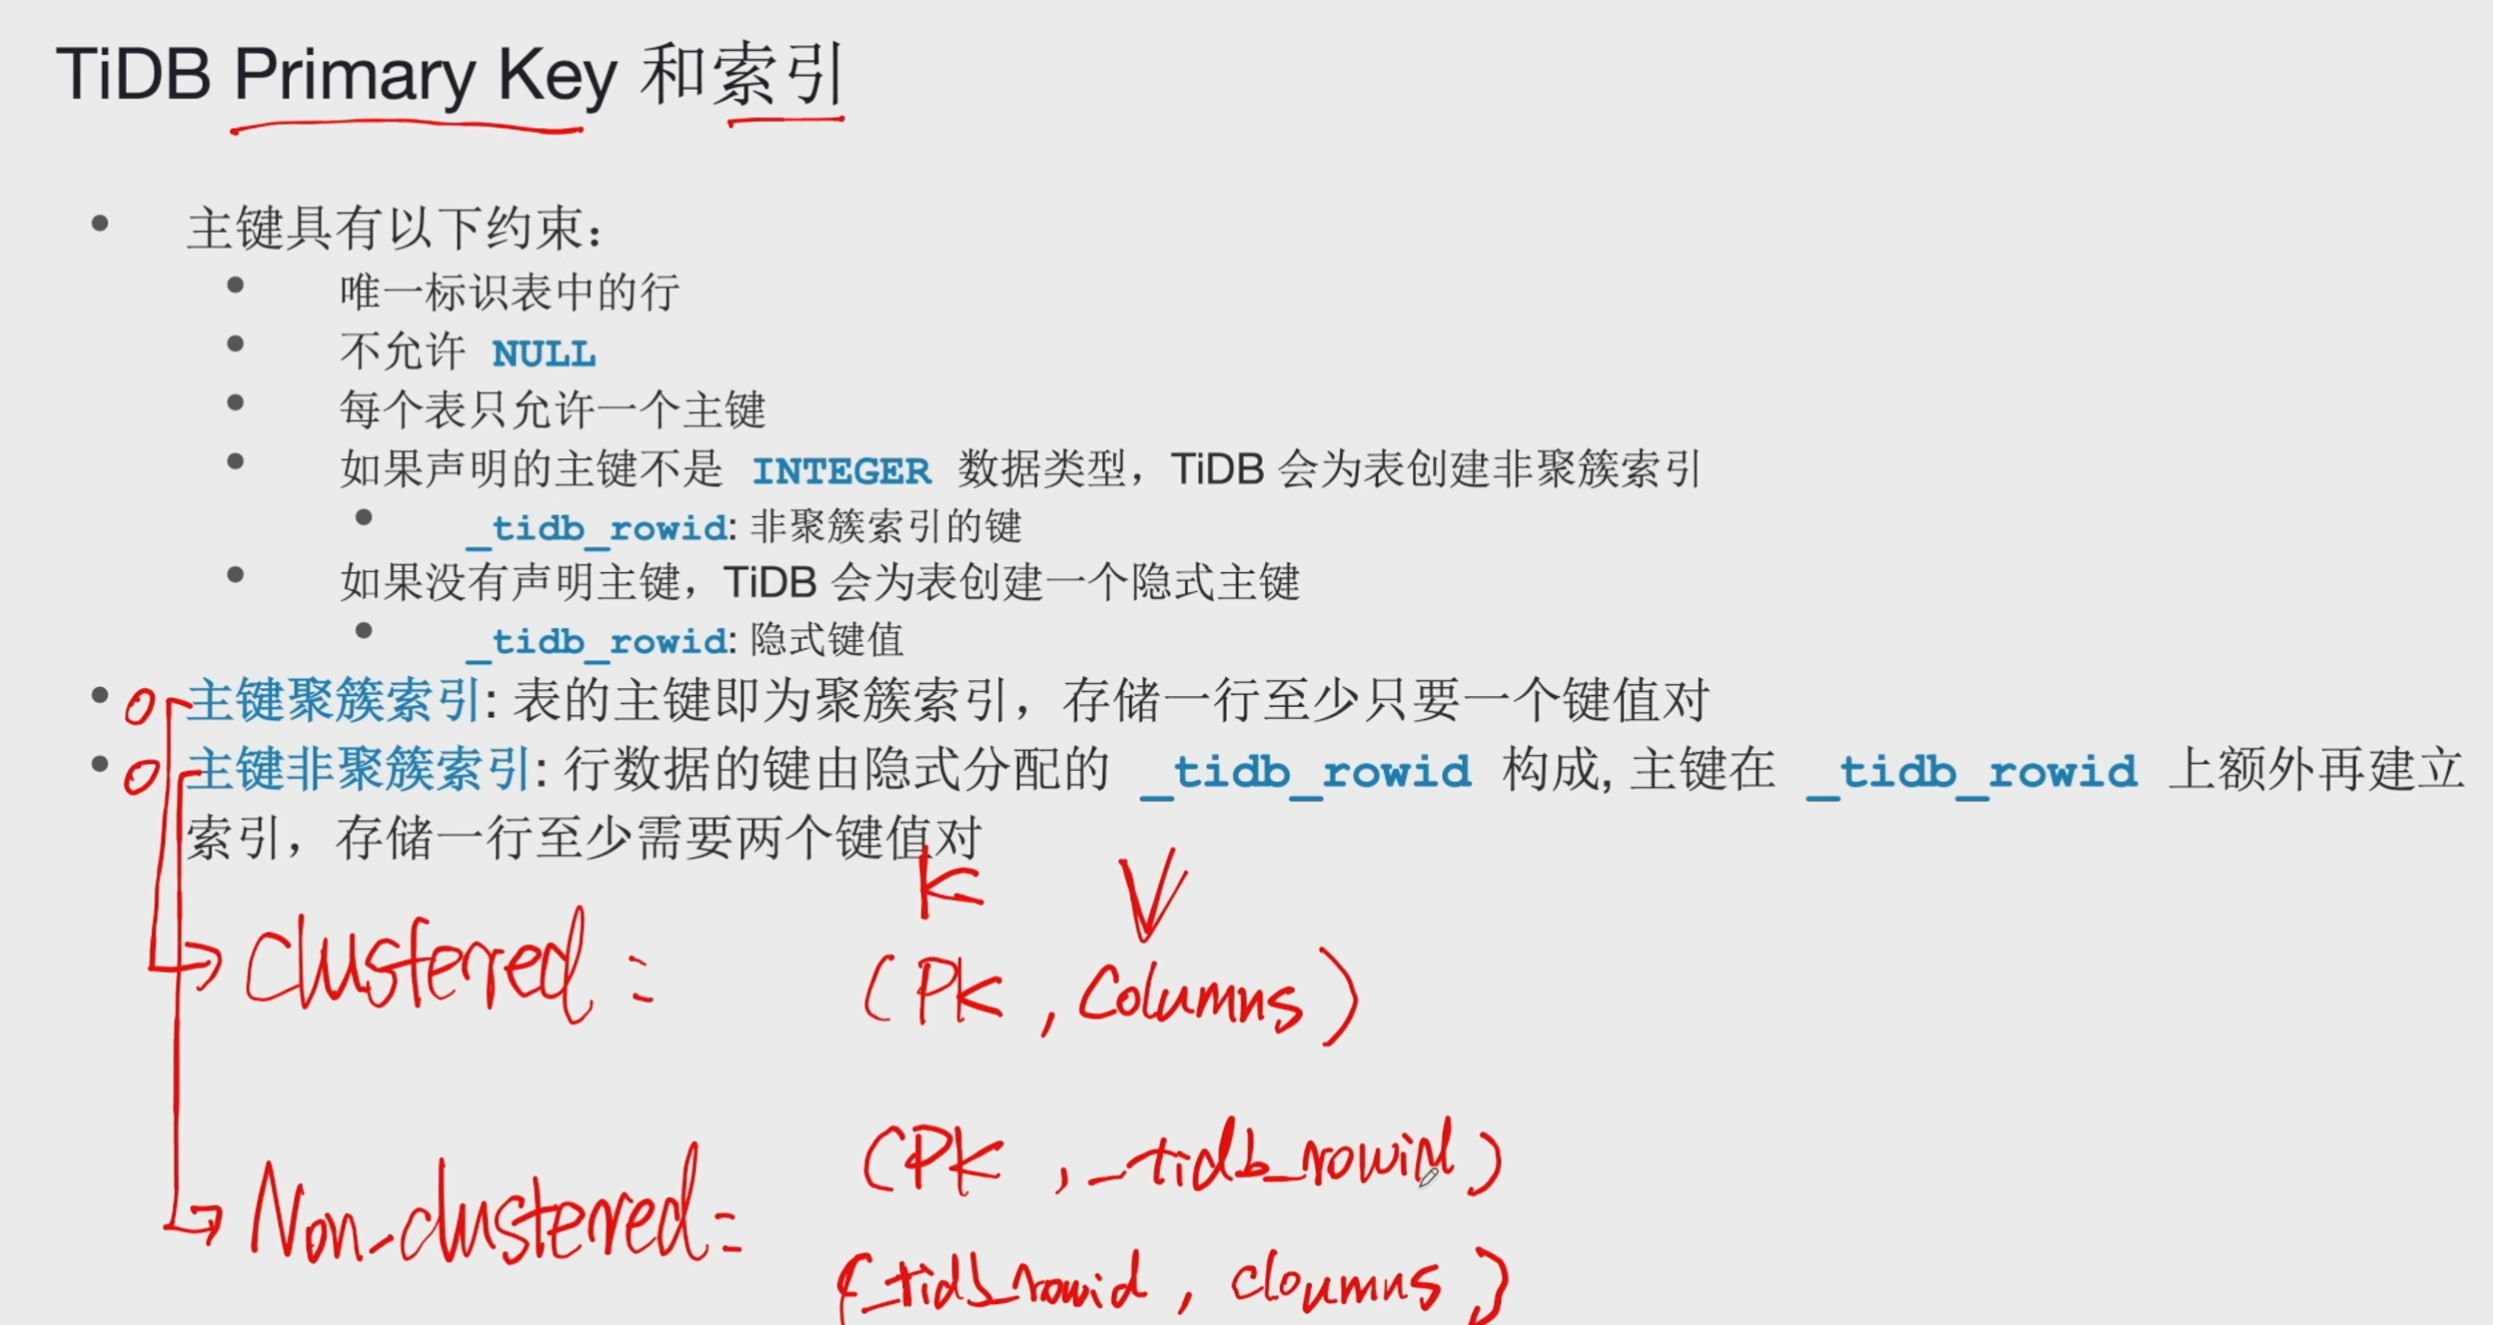 TiDB Primary Key 和索引
主键具有以下约束：
唯一标识表中的行
不允许 NULL
每个表只允许一个主键
如果声明的主键不是 INTEGER 数据类型，TiDB 会为表创建非聚簇索引
_tidb_rowid: 非聚簇索引的键
如果没有声明主键，TiDB 会为表创建一个隐式主键
_tidb_rowid: 隐式键值
主键聚簇索引: 表的主键即为聚簇索引，存储一行至少只要一个键值对
主键非聚簇索引: 行数据的键由隐式分配的 _tidb_rowid 构成, 主键在 _tidb_rowid 上额外再建立
索引，存储一行至少需要两个键值对
K V
Clustered: (PK, Columns)
(PK, _tidb_rowid)
Non-clustered:
(_tidb_rowid, cloumns)